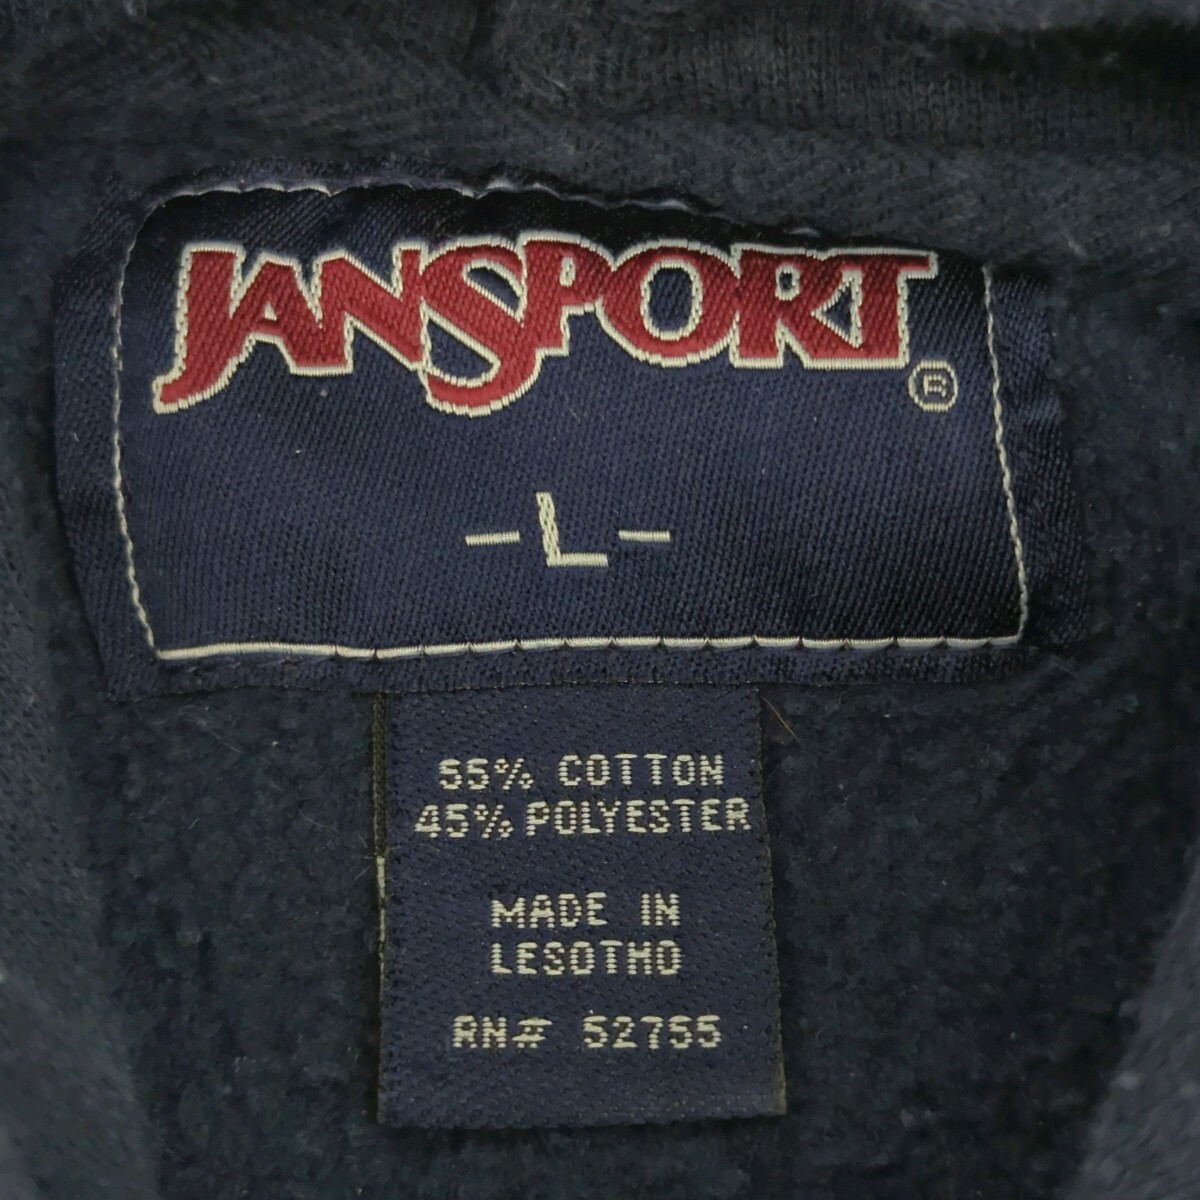 JANSPORT®
-L-
55% COTTON
45% POLYESTER
MADE IN
LESOTHO
RN# 52755